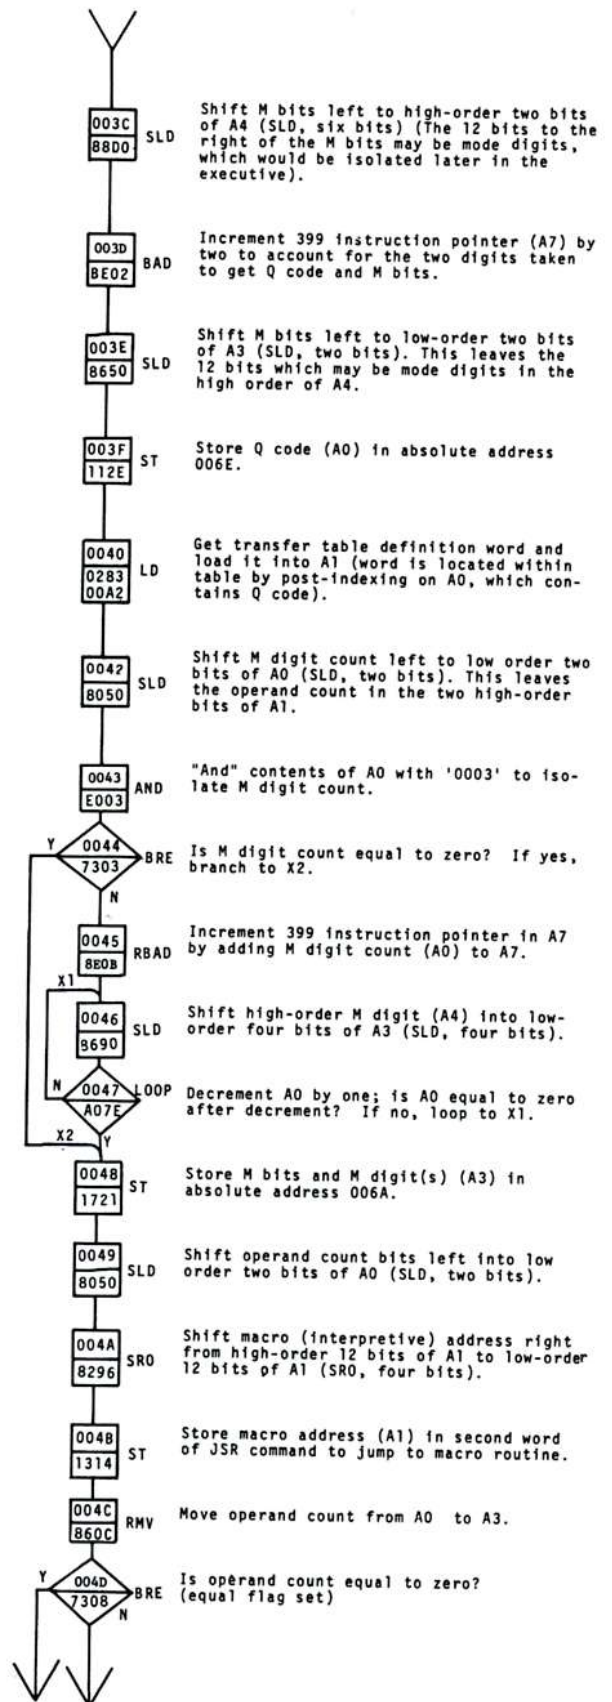 003C
88D0
SLD
Shift M bits left to high-order two bits
of A4 (SLD, six bits) (The 12 bits to the
right of the M bits may be mode digits,
which would be isolated later in the
executive).
003D
8E02
BAD
Increment 399 instruction pointer (A7) by
two to account for the two digits taken
to get Q code and M bits.
003E
8650
SLD
Shift M bits left to low-order two bits
of A3 (SLD, two bits). This leaves the
12 bits which may be mode digits in the
high order of A4.
003F
112E
ST
Store Q code (A0) in absolute address
006E.
0040
0283
00A2
LD
Get transfer table definition word and
load it into A1 (word is located within
table by post-indexing on A0, which con-
tains Q code).
0042
8050
SLD
Shift M digit count left to low order two
bits of A0 (SLD, two bits). This leaves
the operand count in the two high-order
bits of A1.
0043
E003
AND
"And" contents of A0 with '0003' to iso-
late M digit count.
Y
0044
7303
BRE
N
Is M digit count equal to zero? If yes,
branch to X2.
0045
8E0B
RBAD
Increment 399 instruction pointer in A7
by adding M digit count (A0) to A7.
X1
0046
8690
SLD
Shift high-order M digit (A4) into low-
order four bits of A3 (SLD, four bits).
N
0047
A07E
LOOP
Y
Decrement A0 by one; is A0 equal to zero
after decrement? If no, loop to X1.
X2
0048
1721
ST
Store M bits and M digit(s) (A3) in
absolute address 006A.
0049
8050
SLD
Shift operand count bits left into low
order two bits of A0 (SLD, two bits).
004A
8296
SRO
Shift macro (interpretive) address right
from high-order 12 bits of A1 to low-order
12 bits of A1 (SRO, four bits).
004B
1314
ST
Store macro address (A1) in second word
of JSR command to jump to macro routine.
004C
860C
RMV
Move operand count from A0 to A3.
Y
004D
7308
BRE
N
Is operand count equal to zero?
(equal flag set)